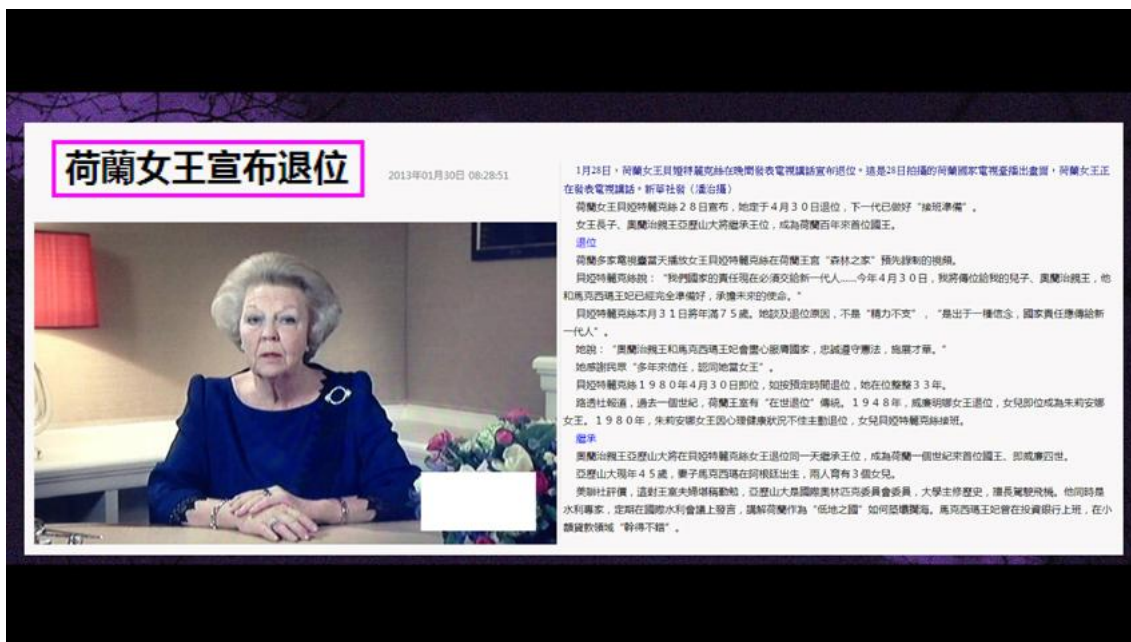 荷蘭女王宣布退位
2013年01月30日 08:28:51
1月28日，荷蘭女王貝婭特麗克絲在晚間發表電視講話宣布退位。這是28日拍攝的荷蘭國家電視臺播出畫面，荷蘭女王正
在發表電視講話。新華社發（潘治攝）
荷蘭女王貝婭特麗克絲２８日宣布，她定于４月３０日退位，下一代已做好“接班準備”。
女王長子、奧蘭治親王亞歷山大將繼承王位，成為荷蘭百年來首位國王。
退位
荷蘭多家電視臺當天播放女王貝婭特麗克絲在荷蘭王宮“森林之家”預先錄制的視頻。
貝婭特麗克絲說：“我們國家的責任現在必須交給新一代人……今年４月３０日，我將傳位給我的兒子、奧蘭治親王，他
和馬克西瑪王妃已經完全準備好，承擔未來的使命。”
貝婭特麗克絲本月３１日將年滿７５歲。她談及退位原因，不是“精力不支”，“是出于一種信念，國家責任應傳給新
一代人”。
她說：“奧蘭治親王和馬克西瑪王妃會盡心服膺國家，忠誠遵守憲法，施展才華。”
她感謝民眾“多年來信任，認同她當女王”。
貝婭特麗克絲１９８０年４月３０日即位，如按預定時間退位，她在位整整３３年。
路透社報道，過去一個世紀，荷蘭王室有“在世退位”傳統。１９４８年，威廉明娜女王退位，女兒即位成為朱莉安娜
女王。１９８０年，朱莉安娜女王因心理健康狀況不佳主動退位，女兒貝婭特麗克絲接班。
繼承
奧蘭治親王亞歷山大將在貝婭特麗克絲女王退位同一天繼承王位，成為荷蘭一個世紀來首位國王、即威廉四世。
亞歷山大現年４５歲，妻子馬克西瑪在阿根廷出生，兩人育有３個女兒。
美聯社評價，這對王室夫婦堪稱勤勉，亞歷山大是國際奧林匹克委員會委員，大學主修歷史，擅長駕駛飛機。他同時是
水利專家，定期在國際水利會議上發言，講解荷蘭作為“低地之國”如何築壩攔海。馬克西瑪王妃曾在投資銀行上班，在小
額貸款領域“幹得不錯”。